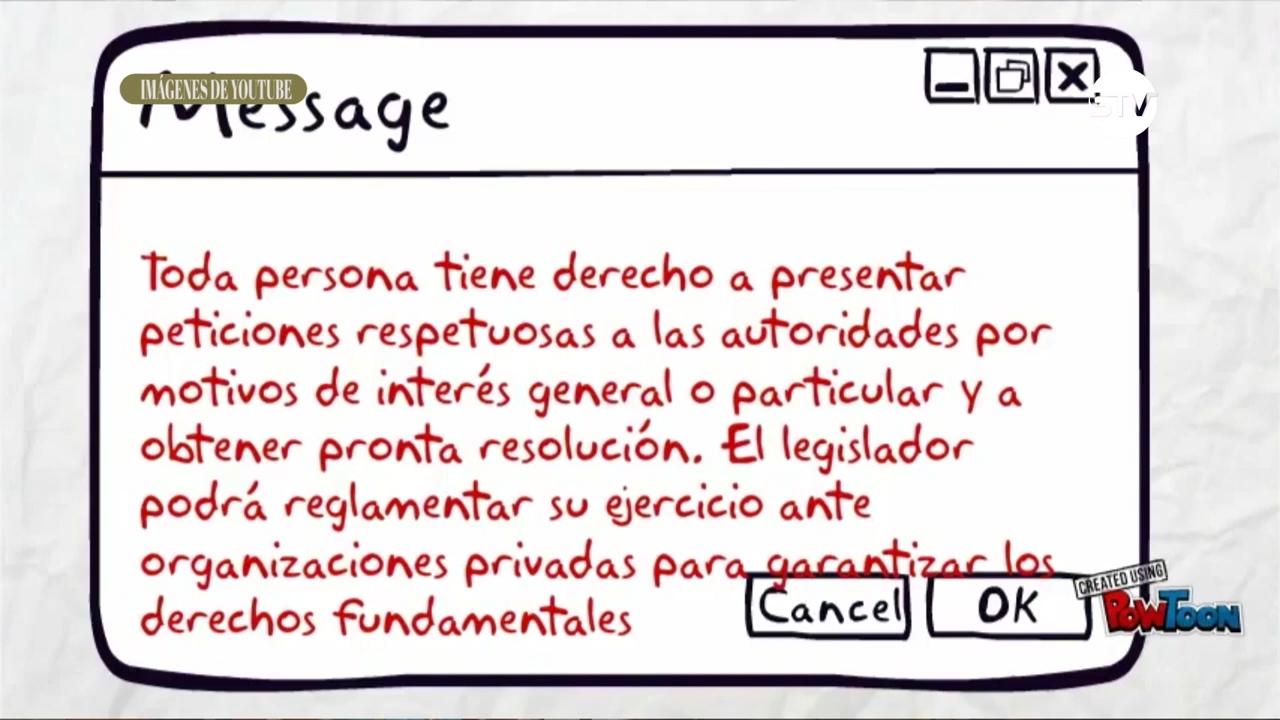 IMÁGENES DE YOUTUBE
Message
STV
Toda persona tiene derecho a presentar
peticiones respetuosas a las autoridades por
motivos de interés general o particular y a
obtener pronta resolución. El legislador
podrá reglamentar su ejercicio ante
organizaciones privadas para garantizar los
derechos fundamentales
Cancel
OK
CREATED USING
POWTOON